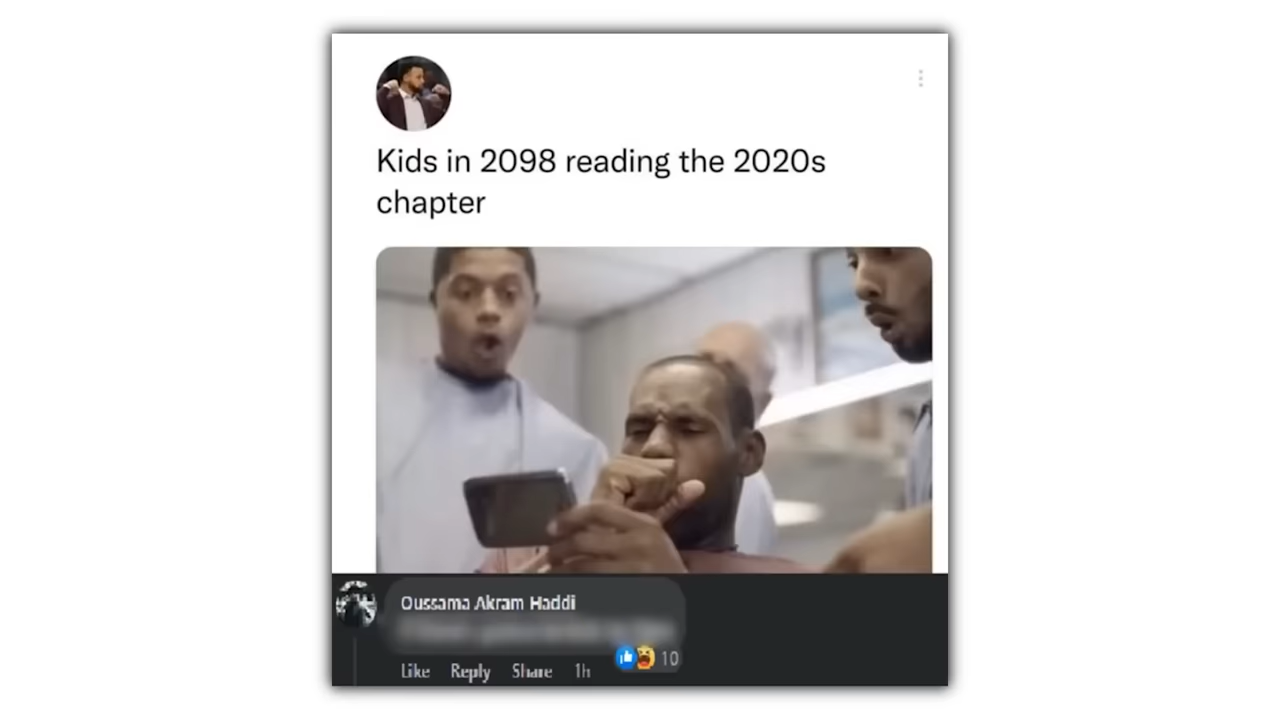 Kids in 2098 reading the 2020s
chapter
Oussama Akram Haddi
Like Reply Share 1h 10